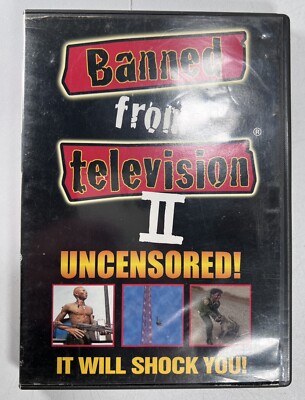 Banned
from
television
®
II
UNCENSORED!
IT WILL SHOCK YOU!